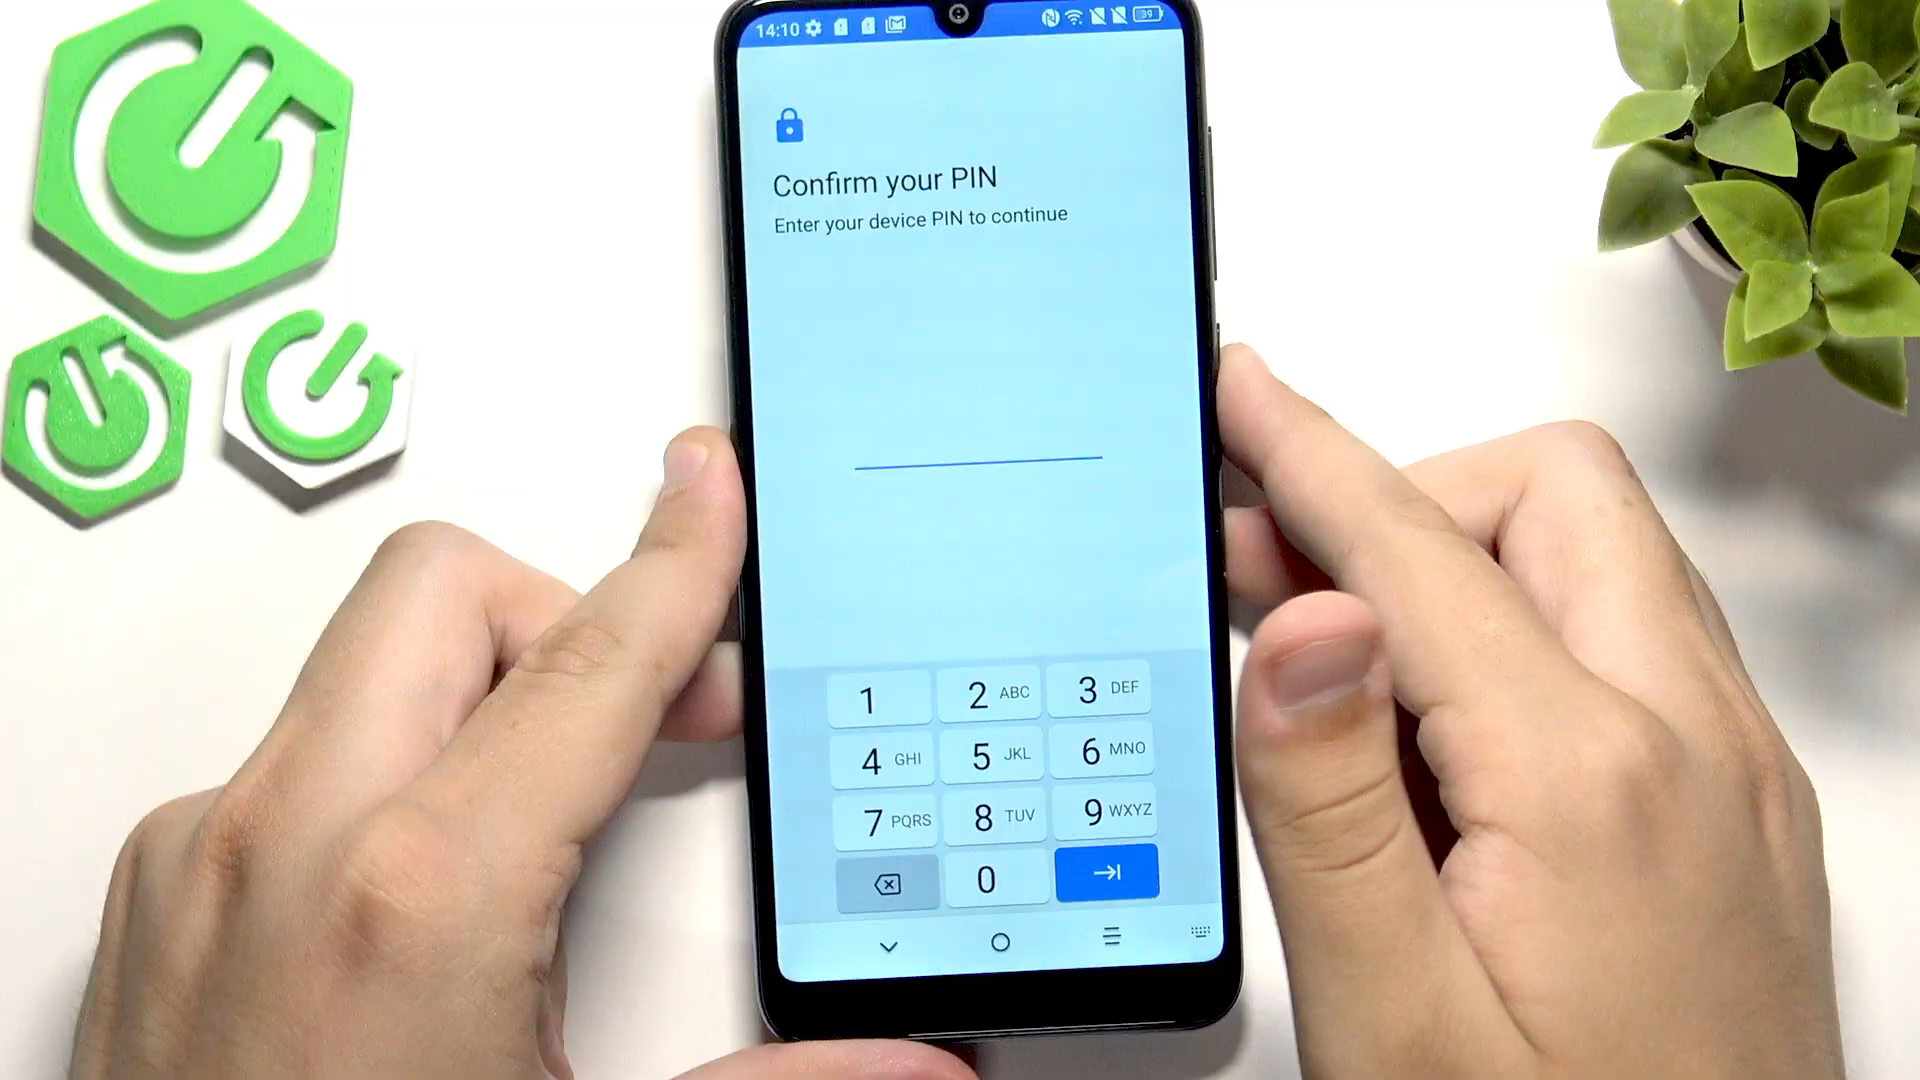 14:10
39
Confirm your PIN
Enter your device PIN to continue
1
2 ABC
3 DEF
4 GHI
5 JKL
6 MNO
7 PQRS
8 TUV
9 WXYZ
0